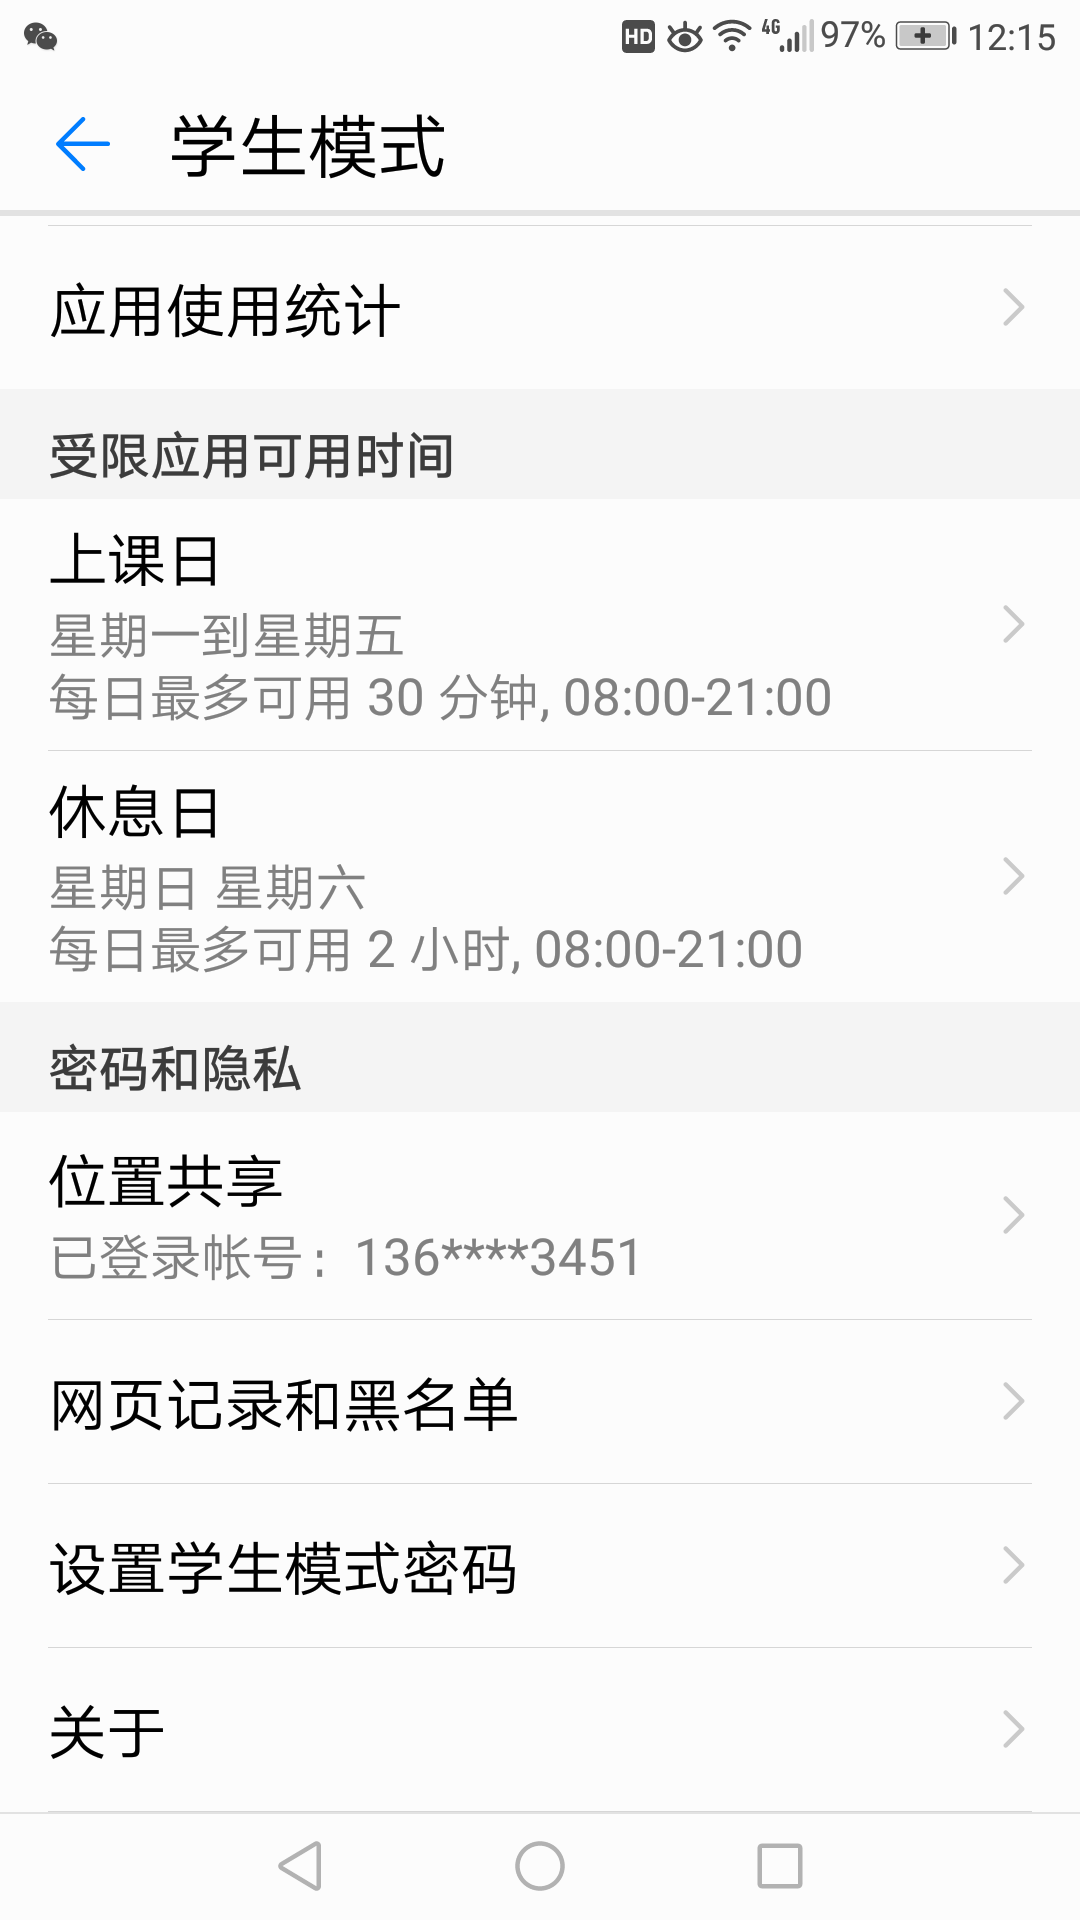 HD 4G 97% 12:15
学生模式
应用使用统计
受限应用可用时间
上课日
星期一到星期五
每日最多可用 30 分钟, 08:00-21:00
休息日
星期日 星期六
每日最多可用 2 小时, 08:00-21:00
密码和隐私
位置共享
已登录帐号：136****3451
网页记录和黑名单
设置学生模式密码
关于